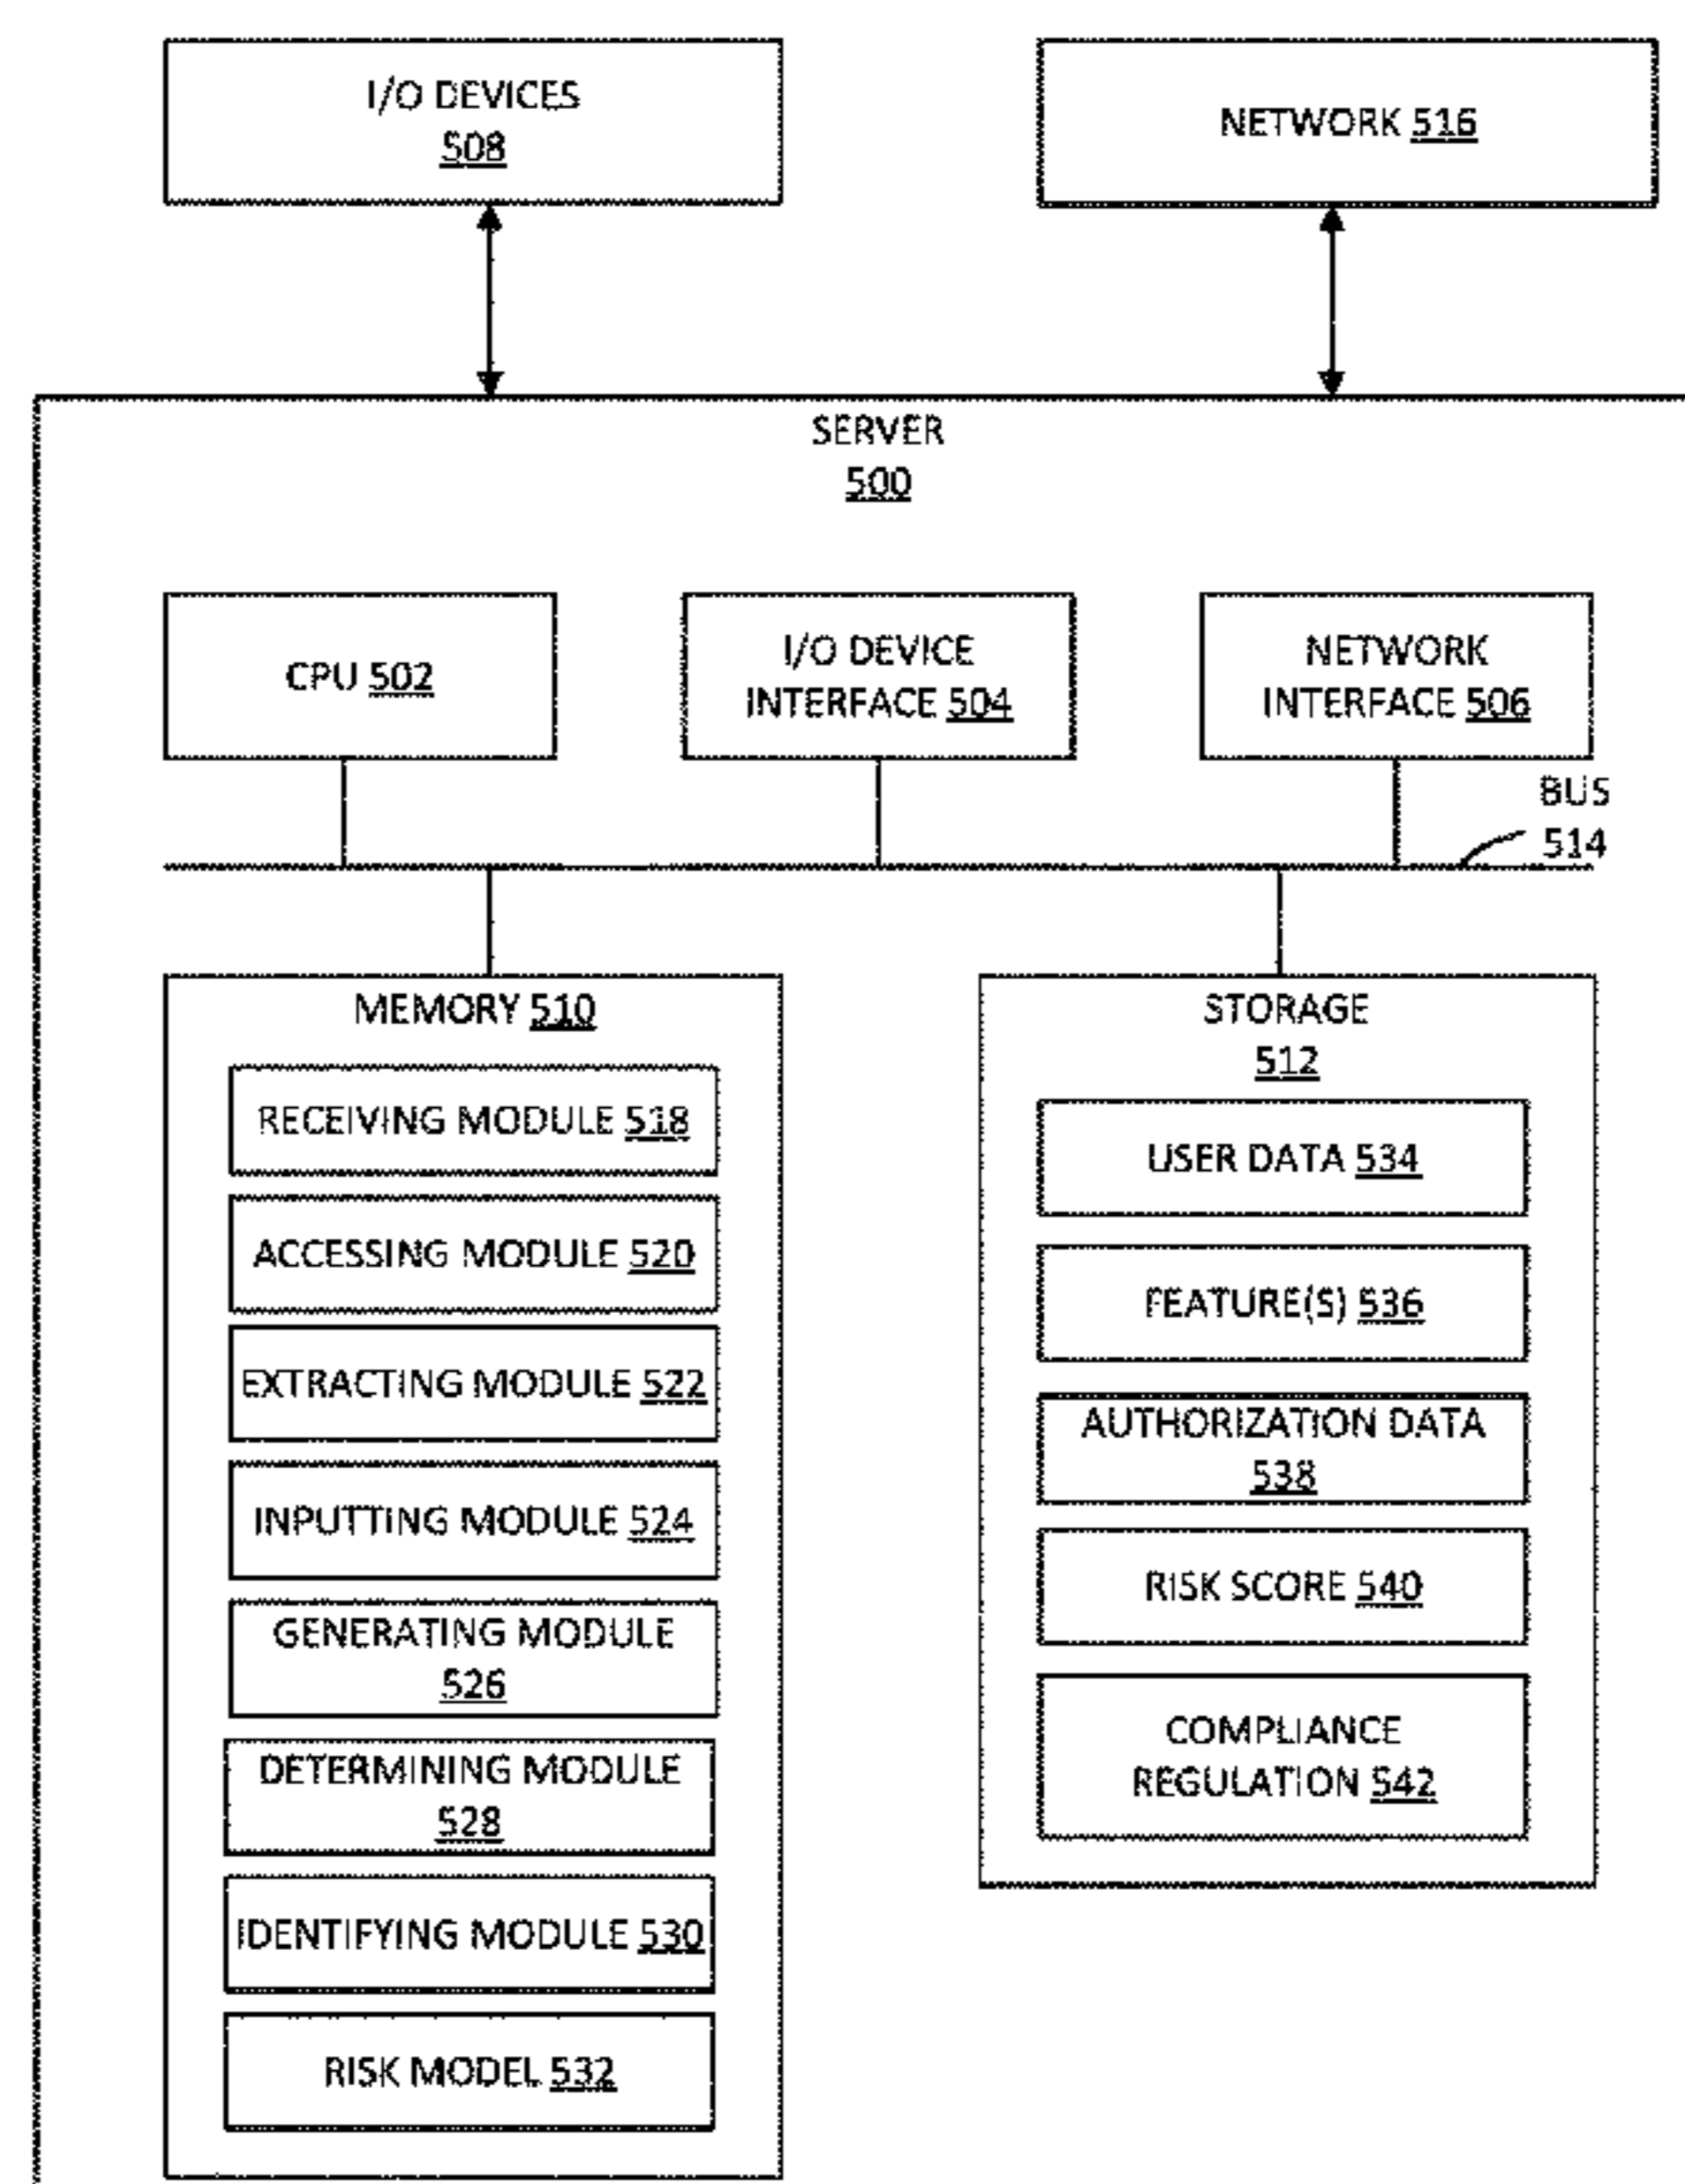 I/O DEVICES
508
NETWORK 516
SERVER
500
CPU 502
I/O DEVICE
INTERFACE 504
NETWORK
INTERFACE 506
BUS
514
MEMORY 510
RECEIVING MODULE 518
ACCESSING MODULE 520
EXTRACTING MODULE 522
INPUTTING MODULE 524
GENERATING MODULE
526
DETERMINING MODULE
528
IDENTIFYING MODULE 530
RISK MODEL 532
STORAGE
512
USER DATA 534
FEATURE(S) 536
AUTHORIZATION DATA
538
RISK SCORE 540
COMPLIANCE
REGULATION 542